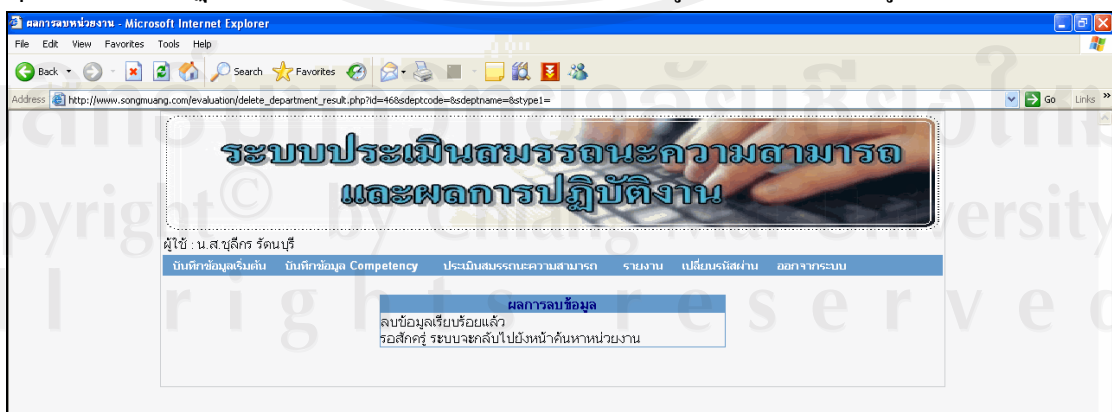 ผลการลบหน่วยงาน - Microsoft Internet Explorer
File Edit View Favorites Tools Help
Back Search Favorites
Address http://www.songmuang.com/evaluation/delete_department_result.php?id=46&sdeptcode=&sdeptname=&stype1= Go Links »
ระบบประเมินสมรรถนะความสามารถ
และผลการปฏิบัติงาน
ผู้ใช้ : น.ส.ชุลีกร รัตนบุรี
บันทึกข้อมูลเริ่มต้น บันทึกข้อมูล Competency ประเมินสมรรถนะความสามารถ รายงาน เปลี่ยนรหัสผ่าน ออกจากระบบ
ผลการลบข้อมูล
ลบข้อมูลเรียบร้อยแล้ว
รอสักครู่ ระบบจะกลับไปยังหน้าค้นหาหน่วยงาน